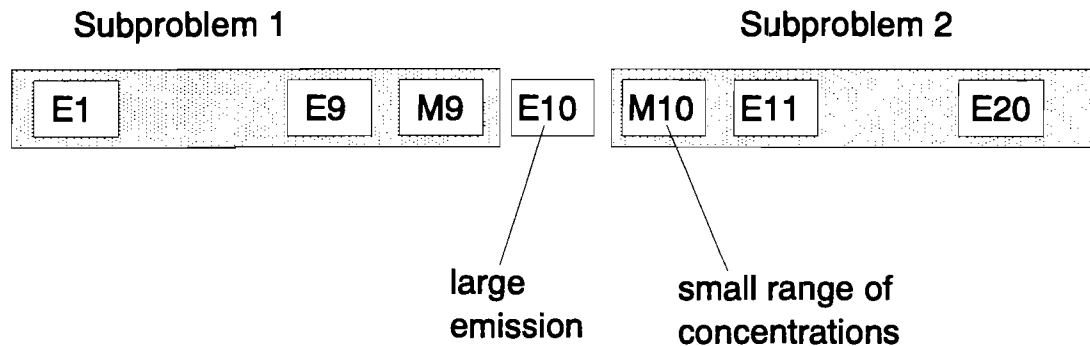 Subproblem 1
Subproblem 2
E1
E9
M9
E10
M10
E11
E20
large
emission
small range of
concentrations